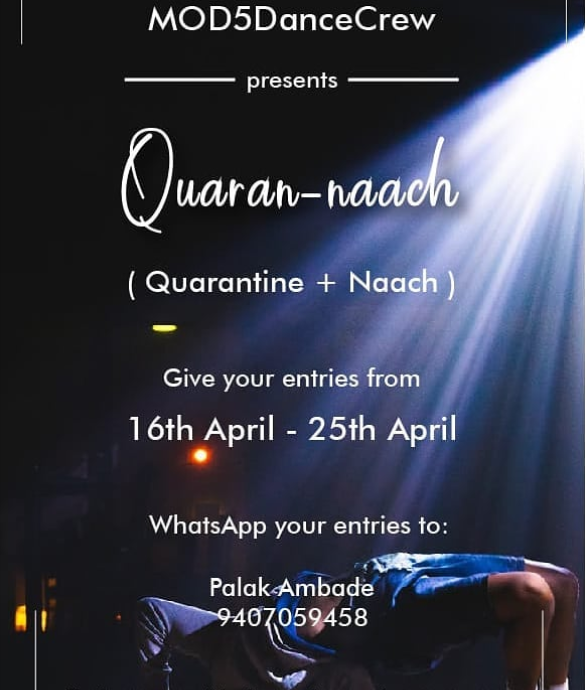 MOD5DanceCrew
presents
Quaran-naach
( Quarantine + Naach )
Give your entries from
16th April - 25th April
WhatsApp your entries to:
Palak Ambade
9407059458